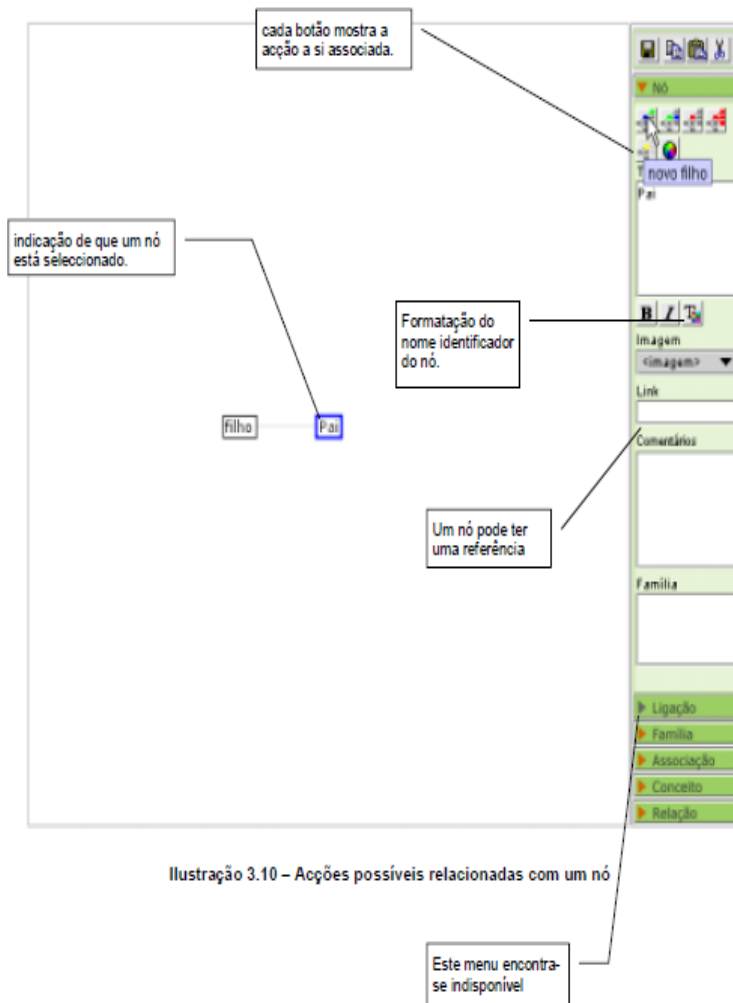 cada botão mostra a
acção a si associada.
Nó
novo filho
Pai
indicação de que um nó
está seleccionado.
Formatação do
nome identificador
do nó.
B I T
Imagem
<imagem>
Link
filho
Pai
Comentários
Um nó pode ter
uma referência
Família
Ligação
Família
Associação
Conceito
Relação
Ilustração 3.10 – Acções possíveis relacionadas com um nó
Este menu encontra-
se indisponível